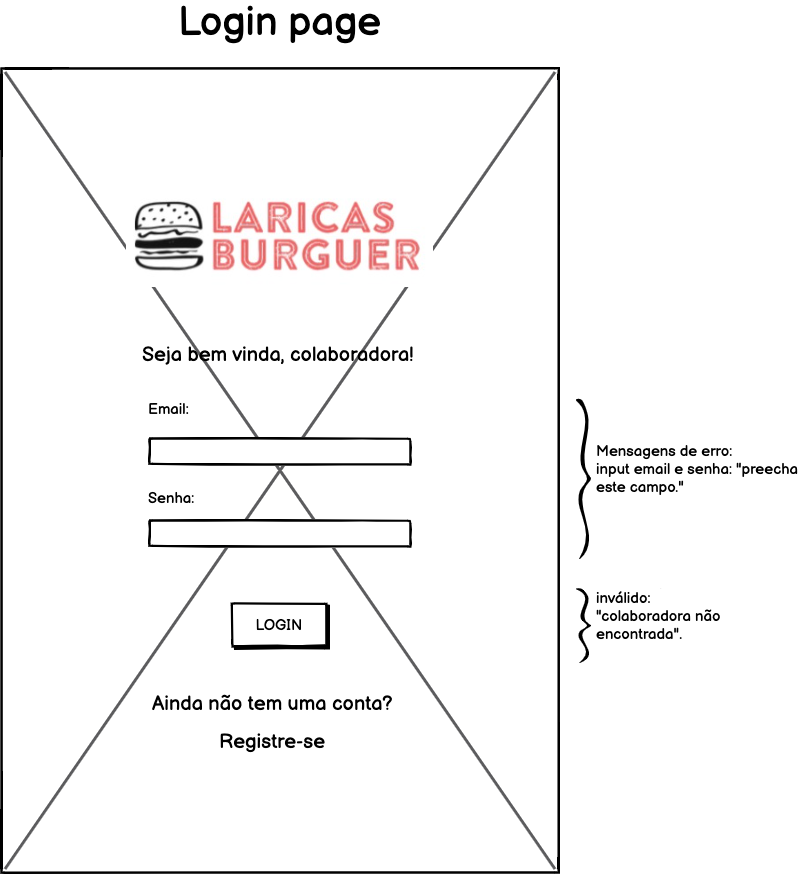 Login page
LARICAS
BURGUER
Seja bem vinda, colaboradora!
Email:
Senha:
LOGIN
Ainda não tem uma conta?
Registre-se
Mensagens de erro:
input email e senha: "preecha
este campo."
inválido:
"colaboradora não
encontrada".